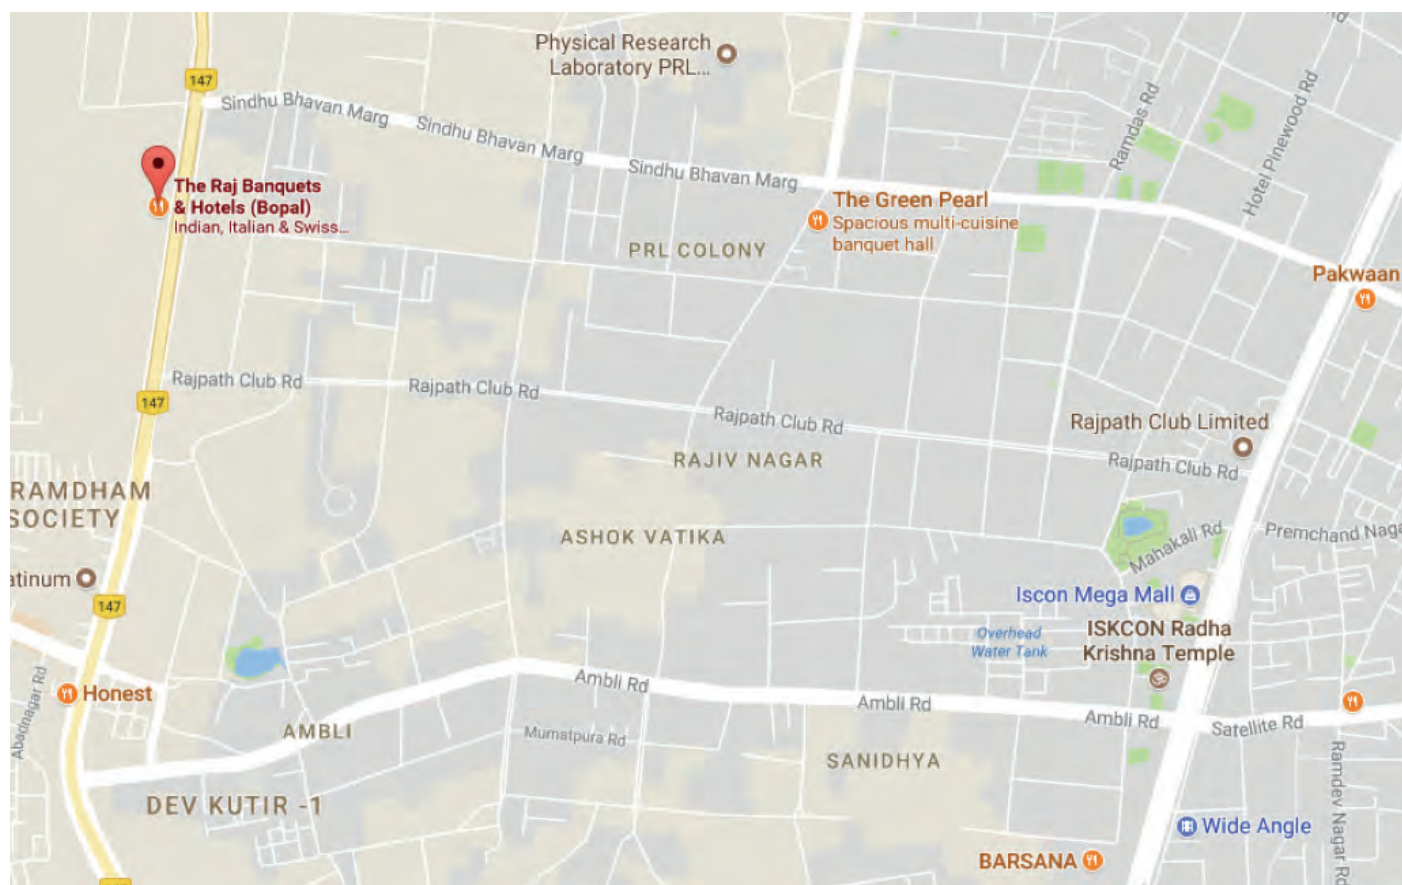 Physical Research
Laboratory PRL...
147
Sindhu Bhavan Marg
Sindhu Bhavan Marg
Sindhu Bhavan Marg
Ramdas Rd
Hotel Pinewood Rd
The Raj Banquets
& Hotels (Bopal)
Indian, Italian & Swiss...
The Green Pearl
Spacious multi-cuisine
banquet hall
PRL COLONY
Pakwaan
Rajpath Club Rd
Rajpath Club Rd
147
Rajpath Club Rd
Rajpath Club Limited
Rajpath Club Rd
RAJIV NAGAR
RAMDHAM
SOCIETY
ASHOK VATIKA
Mahakali Rd
Premchand Naga
atinum
147
Iscon Mega Mall
Overhead
Water Tank
ISKCON Radha
Krishna Temple
Abadnagar Rd
Honest
Ambli Rd
Ambli Rd
Ambli Rd
Satellite Rd
AMBLI
Mumatpura Rd
SANIDHYA
Ramdev Nagar Rd
DEV KUTIR -1
Wide Angle
BARSANA